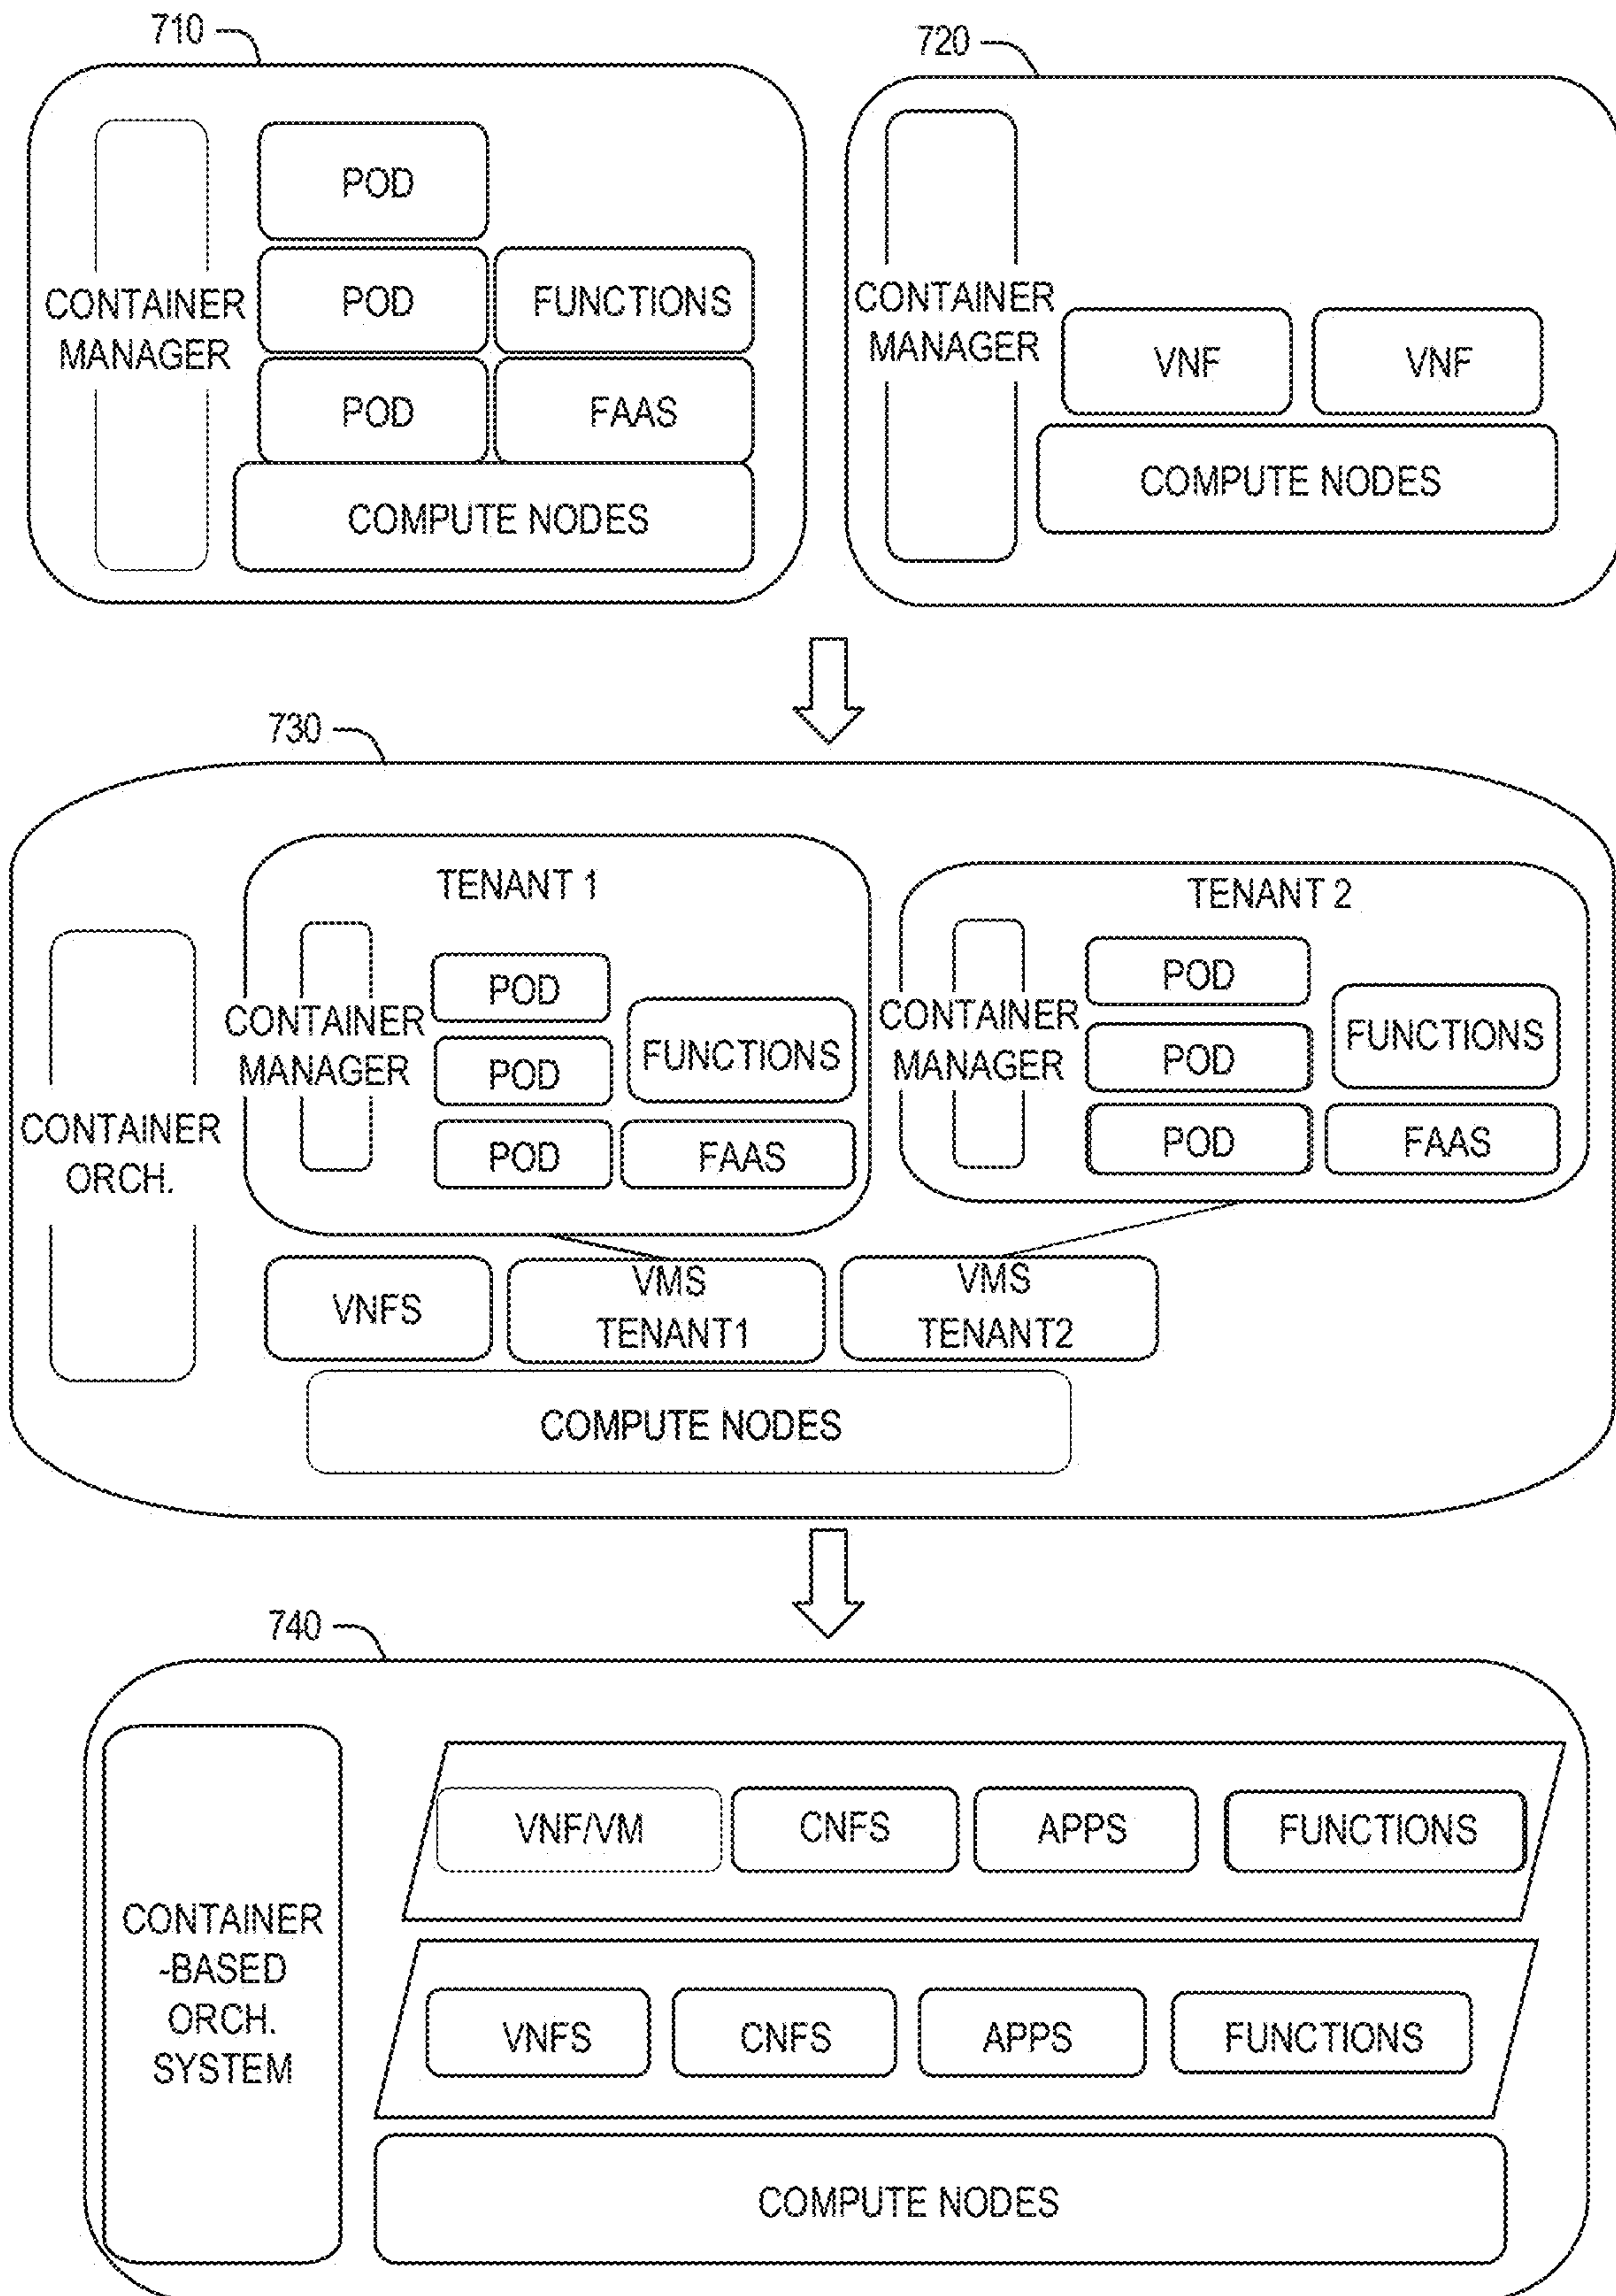 710
720
POD
CONTAINER
MANAGER
POD
FUNCTIONS
POD
FAAS
COMPUTE NODES
CONTAINER
MANAGER
VNF
VNF
COMPUTE NODES
730
TENANT 1
CONTAINER
MANAGER
POD
POD
FUNCTIONS
POD
FAAS
TENANT 2
CONTAINER
MANAGER
POD
POD
FUNCTIONS
POD
FAAS
CONTAINER
ORCH.
VNFS
VMS
TENANT1
VMS
TENANT2
COMPUTE NODES
740
CONTAINER
-BASED
ORCH.
SYSTEM
VNF/VM
CNFS
APPS
FUNCTIONS
VNFS
CNFS
APPS
FUNCTIONS
COMPUTE NODES